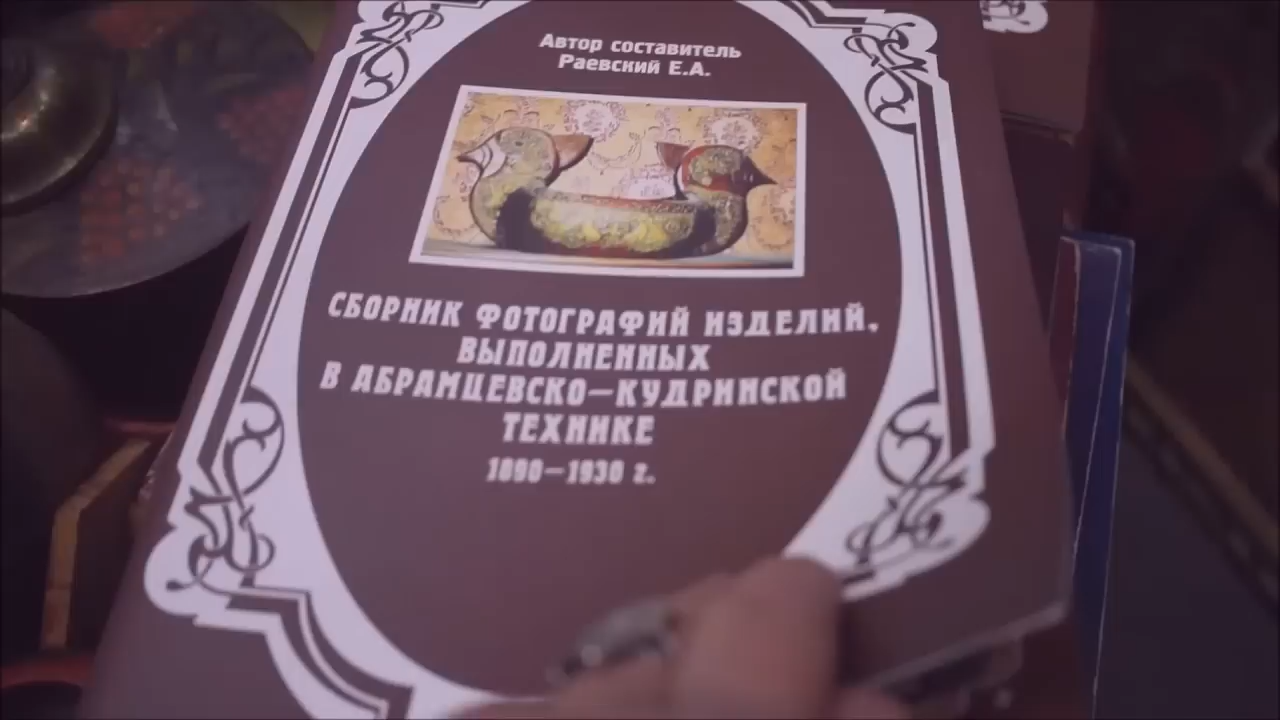 Автор составитель
Раевский Е.А.
СБОРНИК ФОТОГРАФИЙ ИЗДЕЛИЙ,
ВЫПОЛНЕННЫХ
В АБРАМЦЕВСКО-КУДРИНСКОЙ
ТЕХНИКЕ
1890-1930 г.